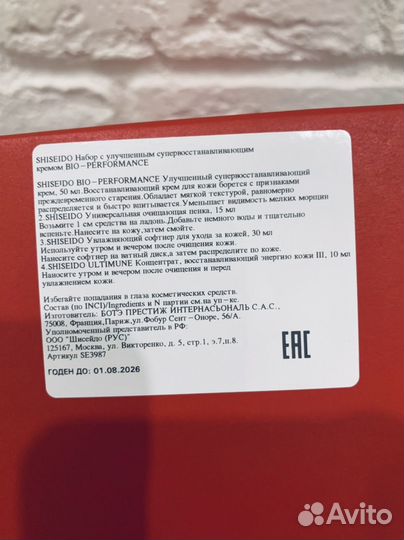 SHISEIDO Набор с улучшенным супервосстанавливающим
кремом BIO-PERFORMANCE
SHISEIDO BIO-PERFORMANCE Улучшенный супервосстанавливающий
крем, 50 мл.Восстанавливающий крем для кожи борется с признаками
преждевременного старения.Обладает мягкой текстурой, равномерно
распределяется и быстро впитывается.Уменьшает видимость мелких морщин
2.SHISEIDO Универсальная очищающая пенка, 15 мл
Возьмите 1 см средства на ладонь. Добавьте немного воды и тщательно
вспеньте.Нанесите на кожу,затем смойте.
3.SHISEIDO Увлажняющий софтнер для ухода за кожей, 30 мл
Используйте утром и вечером после очищения кожи.
Нанесите софтнер на ватный диск,а затем распределите по коже.
4.SHISEIDO ULTIMUNE Концентрат, восстанавливающий энергию кожи III, 10 мл
Наносите утром и вечером после очищения и перед
увлажнением кожи.
Избегайте попадания в глаза косметических средств.
Состав (по INCI)/Ingredients и N партии см.на уп-ке.
Изготовитель: БОТЭ ПРЕСТИЖ ИНТЕРНАСЬОНАЛЬ С.А.С.,
75008, Франция,Париж,ул.Фобур Сент-Оноре, 56/А.
Уполномоченный представитель в РФ:
ООО "Шисейдо (РУС)"
125167, Москва, ул. Викторенко, д. 5, стр.1, э.7,п.8.
Артикул SE3987
EAC
ГОДЕН ДО: 01.08.2026
Avito